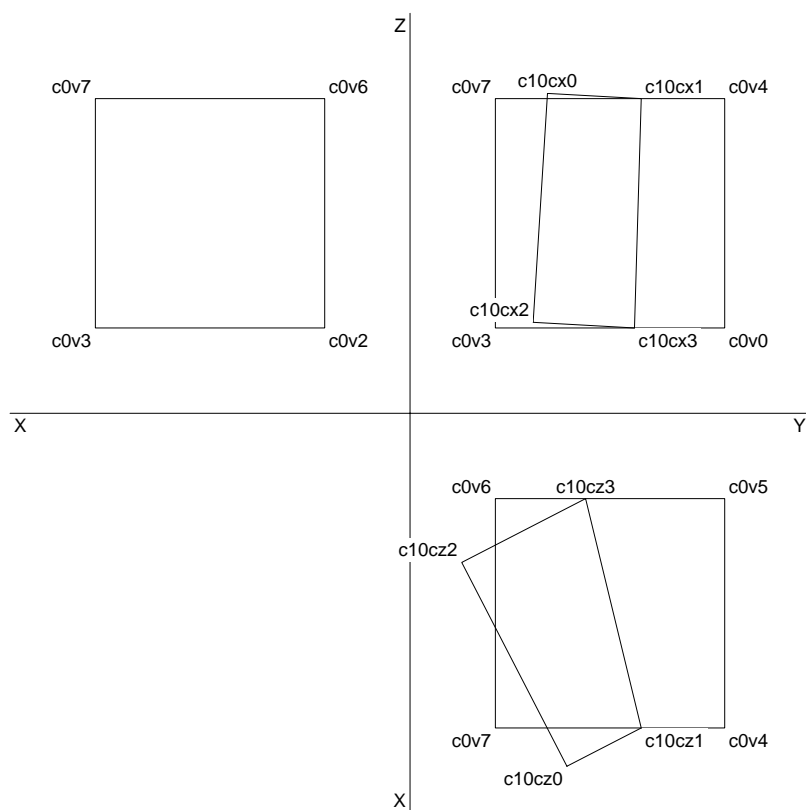 Z
c0v7 c0v6 c0v7 c10cx0 c10cx1 c0v4
c10cx2
c0v3 c0v2 c0v3 c10cx3 c0v0
X Y
c0v6 c10cz3 c0v5
c10cz2
c0v7 c10cz1 c0v4
c10cz0
X